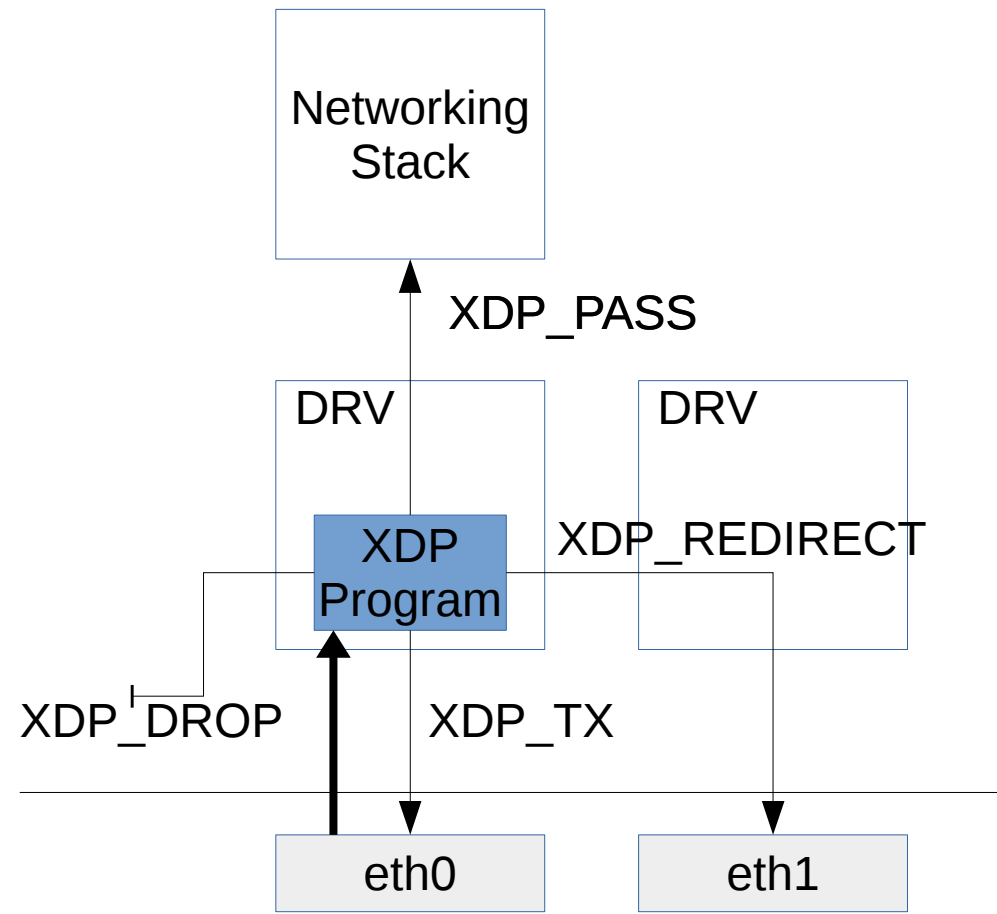 Networking
Stack
XDP_PASS
DRV
DRV
XDP_REDIRECT
XDP
Program
XDP_DROP
XDP_TX
eth0
eth1